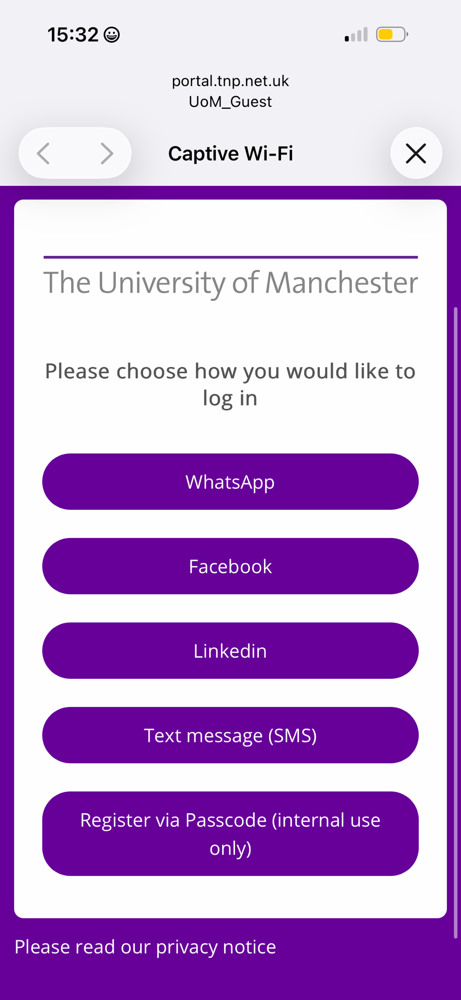 15:32
portal.tnp.net.uk
UoM_Guest
Captive Wi-Fi
The University of Manchester
Please choose how you would like to
log in
WhatsApp
Facebook
Linkedin
Text message (SMS)
Register via Passcode (internal use
only)
Please read our privacy notice